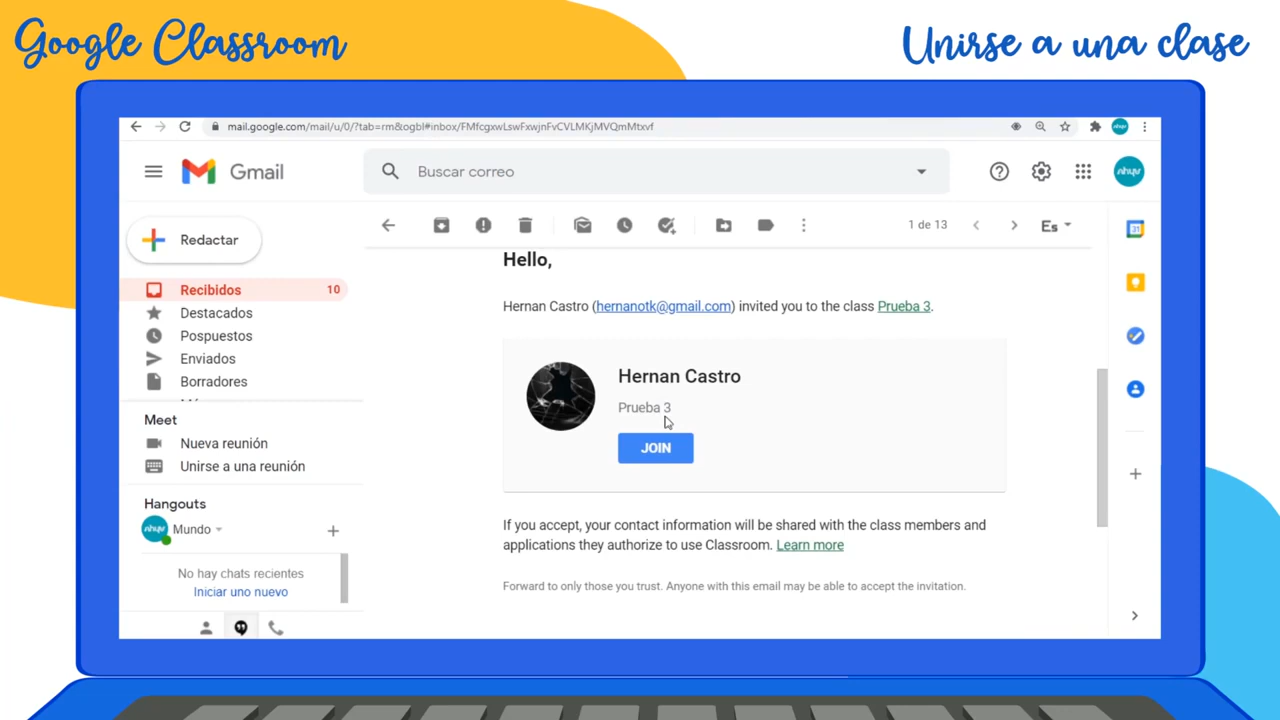 Google Classroom
Unirse a una clase
mail.google.com/mail/u/0/?tab=rm&ogbl#inbox/FMfcgxwLswFxwjnFvCVLMKjMVQmMtxvf
Gmail
Buscar correo
Redactar
1 de 13
Es
Recibidos 10
Destacados
Pospuestos
Enviados
Borradores
Meet
Nueva reunión
Unirse a una reunión
Hangouts
Mundo
No hay chats recientes
Iniciar uno nuevo
Hello,
Hernan Castro (hernanotk@gmail.com) invited you to the class Prueba 3.
Hernan Castro
Prueba 3
JOIN
If you accept, your contact information will be shared with the class members and
applications they authorize to use Classroom. Learn more
Forward to only those you trust. Anyone with this email may be able to accept the invitation.
31